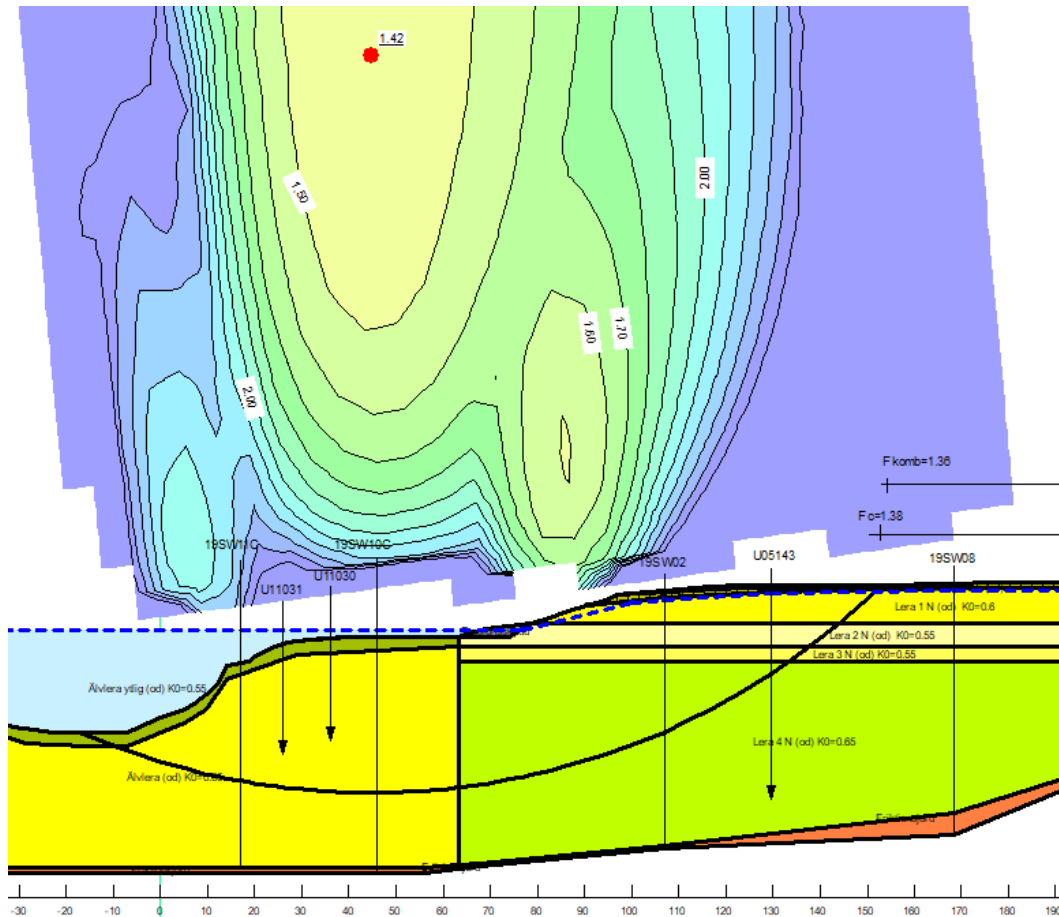 1.42
1.50
2.00
1.60
1.70
2.00
F komb=1.36
F c=1.38
19SW11C
19SW10C
U11030
U11031
19SW02
U05143
19SW08
Lera 1 N (od) K0=0.6
Lera 2 N (od) K0=0.55
Lera 3 N (od) K0=0.55
Älvlera ytlig (od) K0=0.55
Lera 4 N (od) K0=0.65
Älvlera (od)
-30 -20 -10 0 10 20 30 40 50 60 70 80 90 100 110 120 130 140 150 160 170 180 190